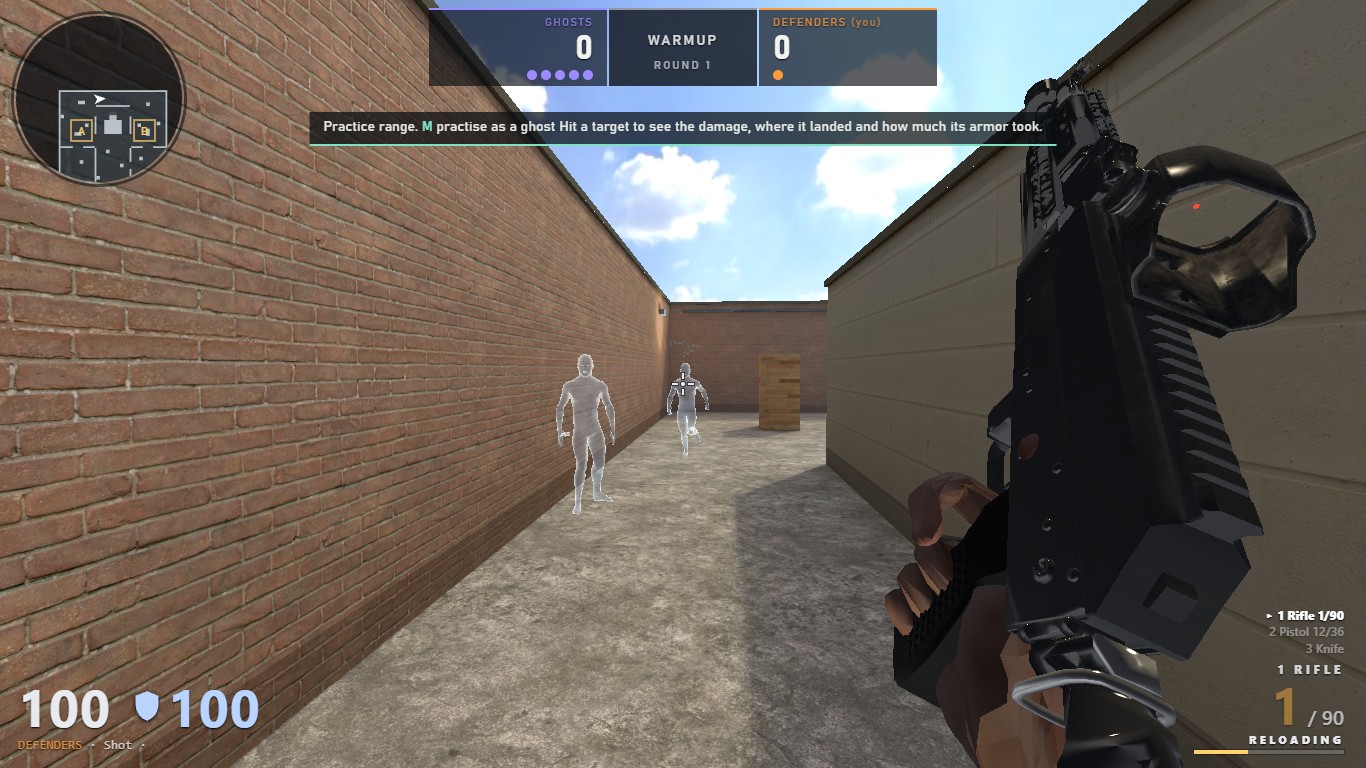 GHOSTS
0
WARMUP
ROUND 1
DEFENDERS (you)
0
A
B
Practice range. M practise as a ghost Hit a target to see the damage, where it landed and how much its armor took.
▸ 1 Rifle 1/90
2 Pistol 12/36
3 Knife
1 RIFLE
1 / 90
RELOADING
100 100
DEFENDERS · Shot ·